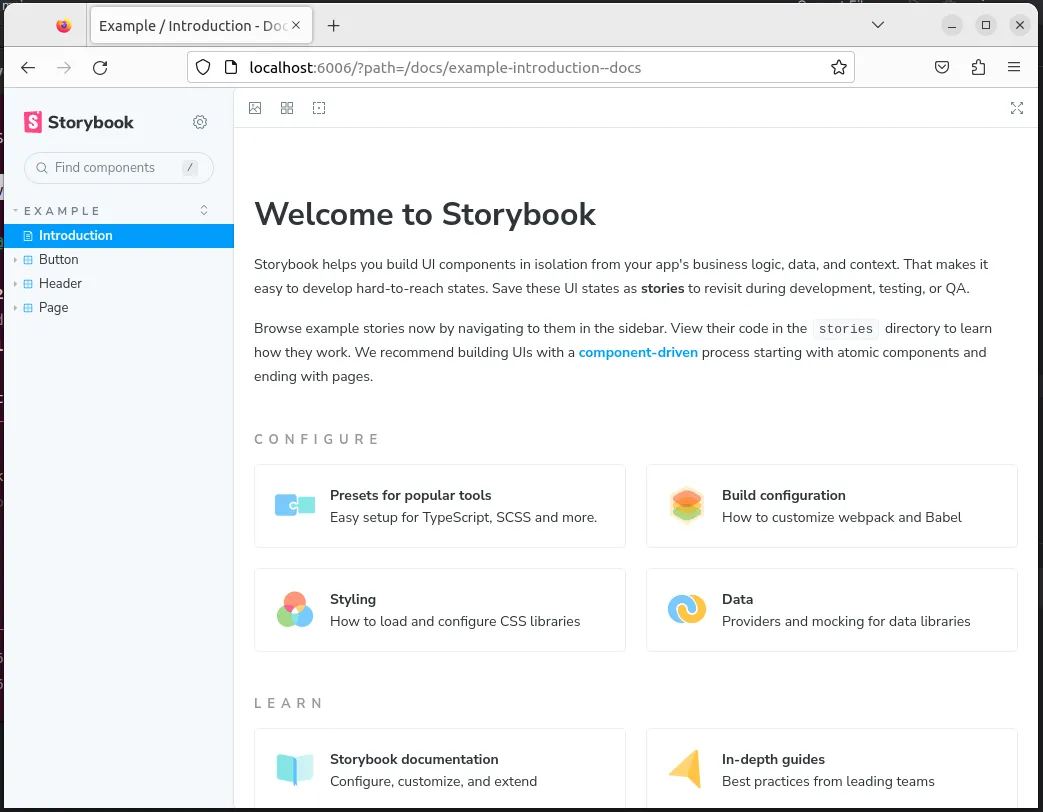 Example / Introduction - Doc
localhost:6006/?path=/docs/example-introduction--docs
Storybook
Find components /
EXAMPLE
Introduction
Button
Header
Page
Welcome to Storybook
Storybook helps you build UI components in isolation from your app's business logic, data, and context. That makes it
easy to develop hard-to-reach states. Save these UI states as stories to revisit during development, testing, or QA.
Browse example stories now by navigating to them in the sidebar. View their code in the stories directory to learn
how they work. We recommend building UIs with a component-driven process starting with atomic components and
ending with pages.
CONFIGURE
Presets for popular tools
Easy setup for TypeScript, SCSS and more.
Build configuration
How to customize webpack and Babel
Styling
How to load and configure CSS libraries
Data
Providers and mocking for data libraries
LEARN
Storybook documentation
Configure, customize, and extend
In-depth guides
Best practices from leading teams